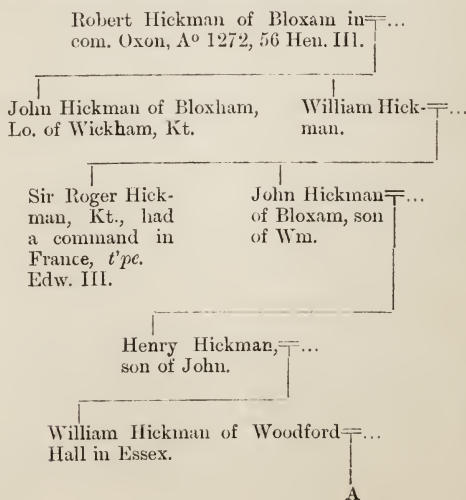 Robert Hickman of Bloxam in=...
com. Oxon, Aº 1272, 56 Hen. III.
John Hickman of Bloxham,
Lo. of Wickham, Kt.
William Hick-=...
man.
Sir Roger Hick-
man, Kt., had
a command in
France, t'pe.
Edw. III.
John Hickman=...
of Bloxam, son
of Wm.
Henry Hickman,=...
son of John.
William Hickman of Woodford=...
Hall in Essex.
A